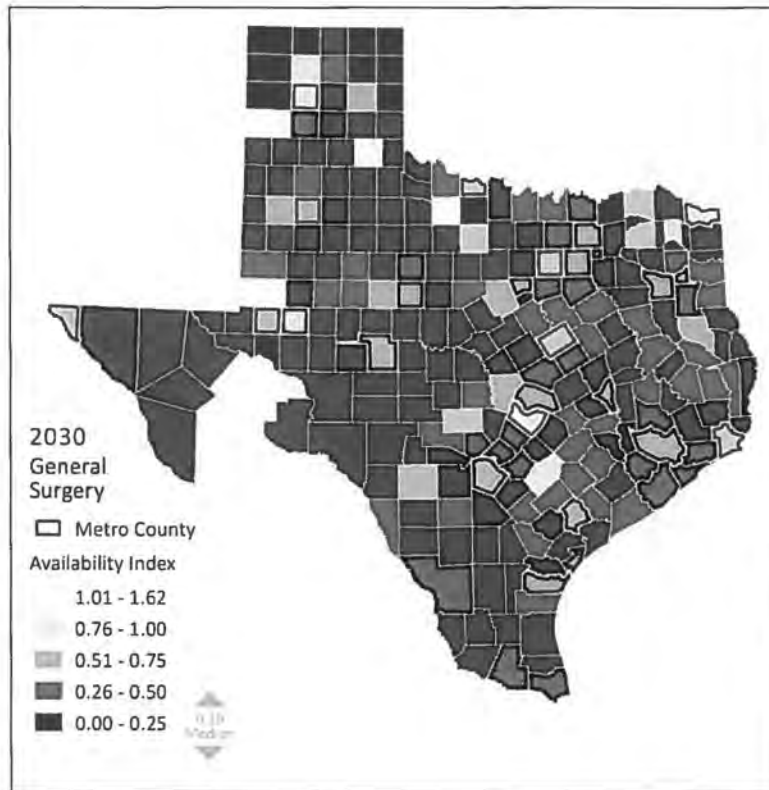 2030
General
Surgery
Metro County
Availability Index
1.01 - 1.62
0.76 - 1.00
0.51 - 0.75
0.26 - 0.50
0.00 - 0.25
Median